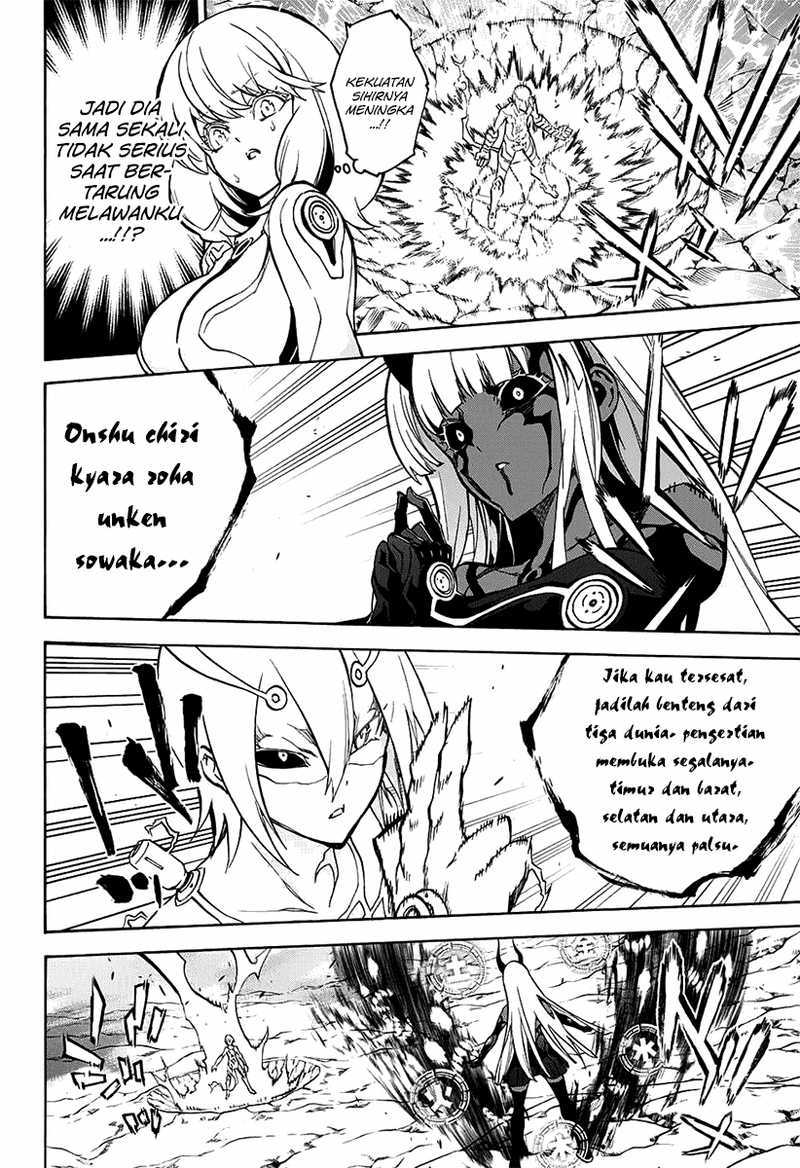 KEKUATAN
SIHIRNYA
MENINGKA
...!!
JADI DIA
SAMA SEKALI
TIDAK SERIUS
SAAT BER-
TARUNG
MELAWANKU
...!!?
Onshu chiri
kyara roha
unken
sowaka...
Jika kau tersesat,
jadilah benteng dari
tiga dunia. pengertian
membuka segalanya.
timur dan barat,
selatan dan utara,
semuanya palsu.